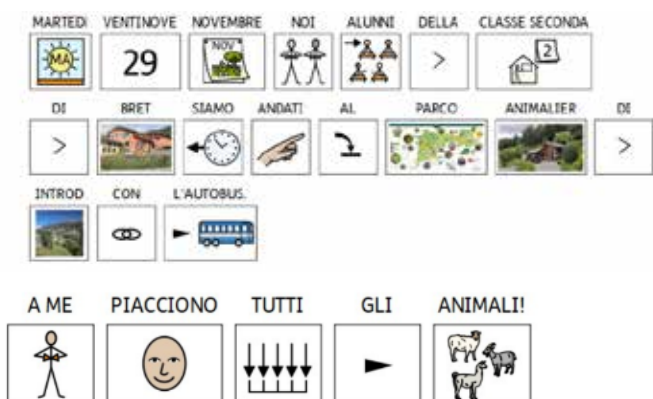 MARTEDÌ VENTINOVE NOVEMBRE NOI ALUNNI DELLA CLASSE SECONDA
MA 29 NOV > 2
DI BRET SIAMO ANDATI AL PARCO ANIMALIER DI
> >
INTROD CON L'AUTOBUS.
A ME PIACCIONO TUTTI GLI ANIMALI!